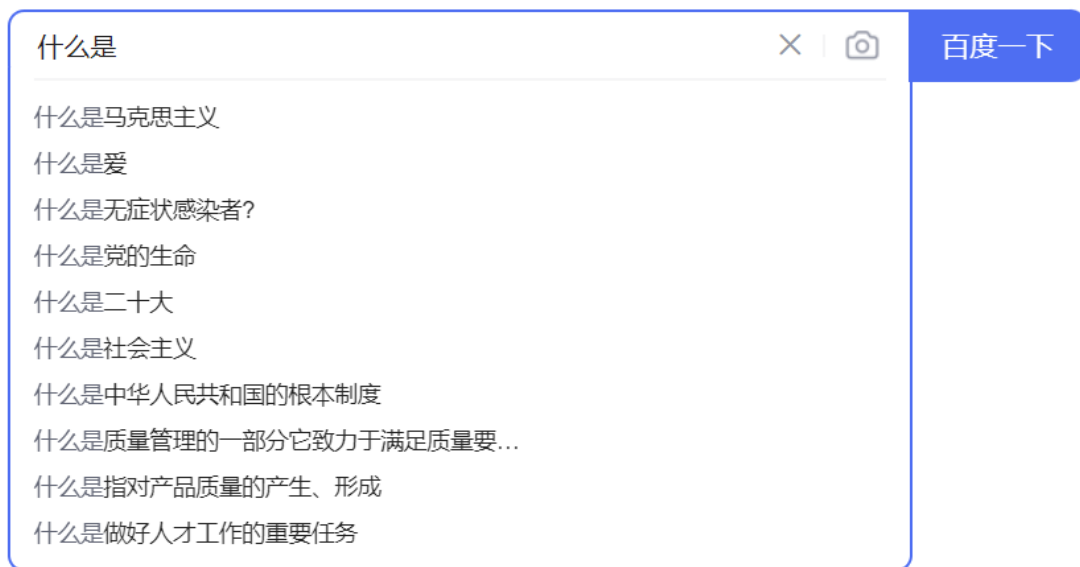 什么是
百度一下
什么是马克思主义
什么是爱
什么是无症状感染者?
什么是党的生命
什么是二十大
什么是社会主义
什么是中华人民共和国的根本制度
什么是质量管理的一部分它致力于满足质量要...
什么是指对产品质量的产生、形成
什么是做好人才工作的重要任务